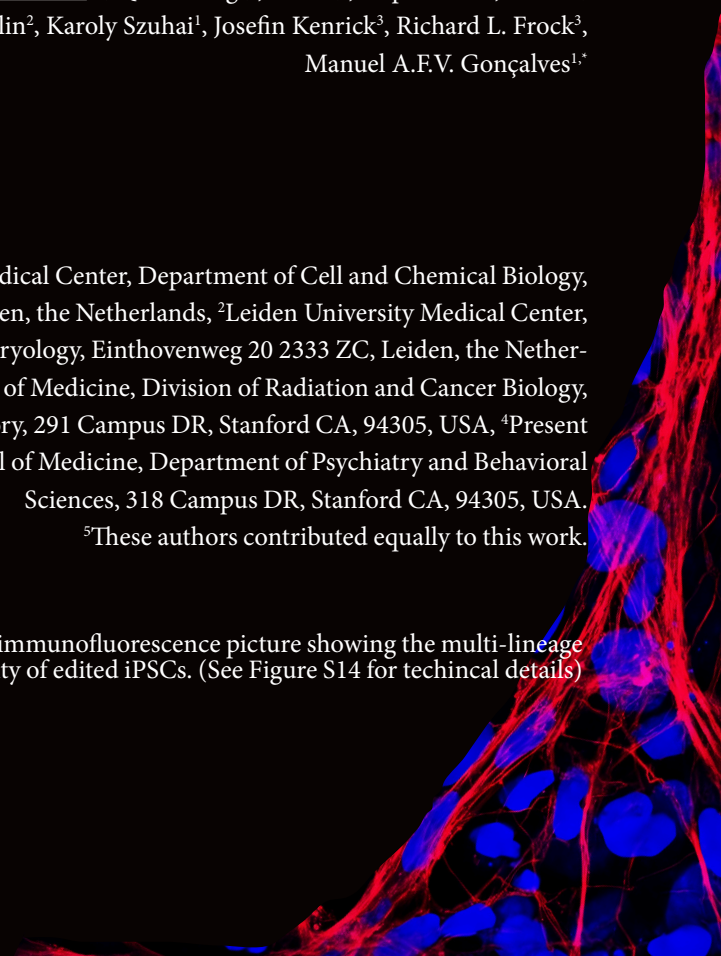 lin², Karoly Szuhai¹, Josefin Kenrick³, Richard L. Frock³,
Manuel A.F.V. Gonçalves¹,*
dical Center, Department of Cell and Chemical Biology,
en, the Netherlands, ²Leiden University Medical Center,
ryology, Einthovenweg 20 2333 ZC, Leiden, the Nether-
of Medicine, Division of Radiation and Cancer Biology,
ory, 291 Campus DR, Stanford CA, 94305, USA, ⁴Present
l of Medicine, Department of Psychiatry and Behavioral
Sciences, 318 Campus DR, Stanford CA, 94305, USA.
⁵These authors contributed equally to this work.
immunofluorescence picture showing the multi-lineage
ty of edited iPSCs. (See Figure S14 for techincal details)